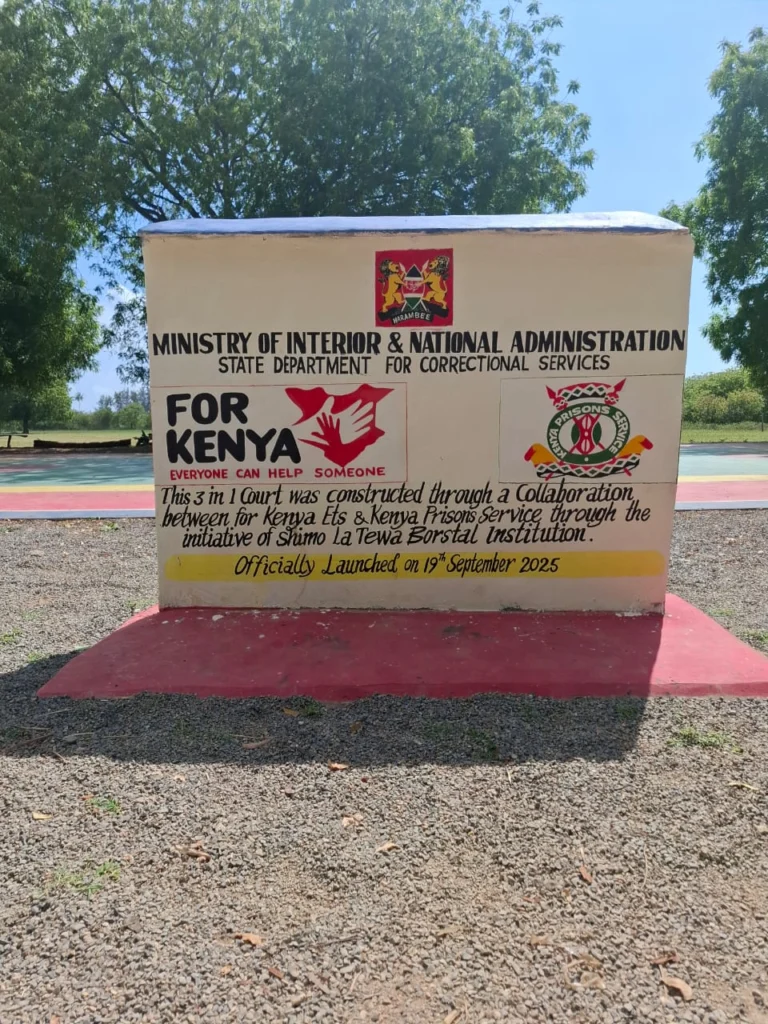 HARAMBEE
MINISTRY OF INTERIOR & NATIONAL ADMINISTRATION
STATE DEPARTMENT FOR CORRECTIONAL SERVICES
FOR
KENYA
EVERYONE CAN HELP SOMEONE
KENYA PRISONS SERVICE
This 3 in 1 Court was constructed through a Collaboration
between for Kenya Ets & Kenya Prisons Service through the
initiative of Shimo La Tewa Borstal Institution.
Officially Launched on 19th September 2025